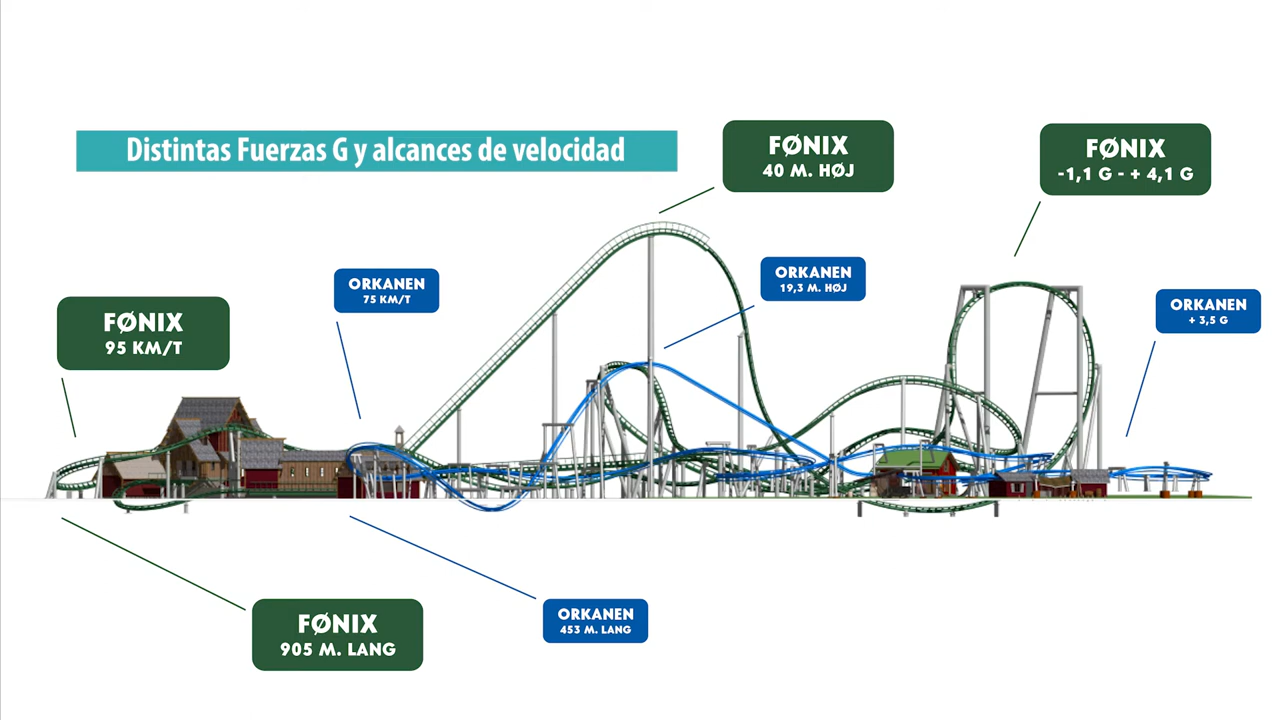 Distintas Fuerzas G y alcances de velocidad
FØNIX
40 M. HØJ
FØNIX
-1,1 G - + 4,1 G
ORKANEN
75 KM/T
ORKANEN
19,3 M. HØJ
ORKANEN
+ 3,5 G
FØNIX
95 KM/T
FØNIX
905 M. LANG
ORKANEN
453 M. LANG